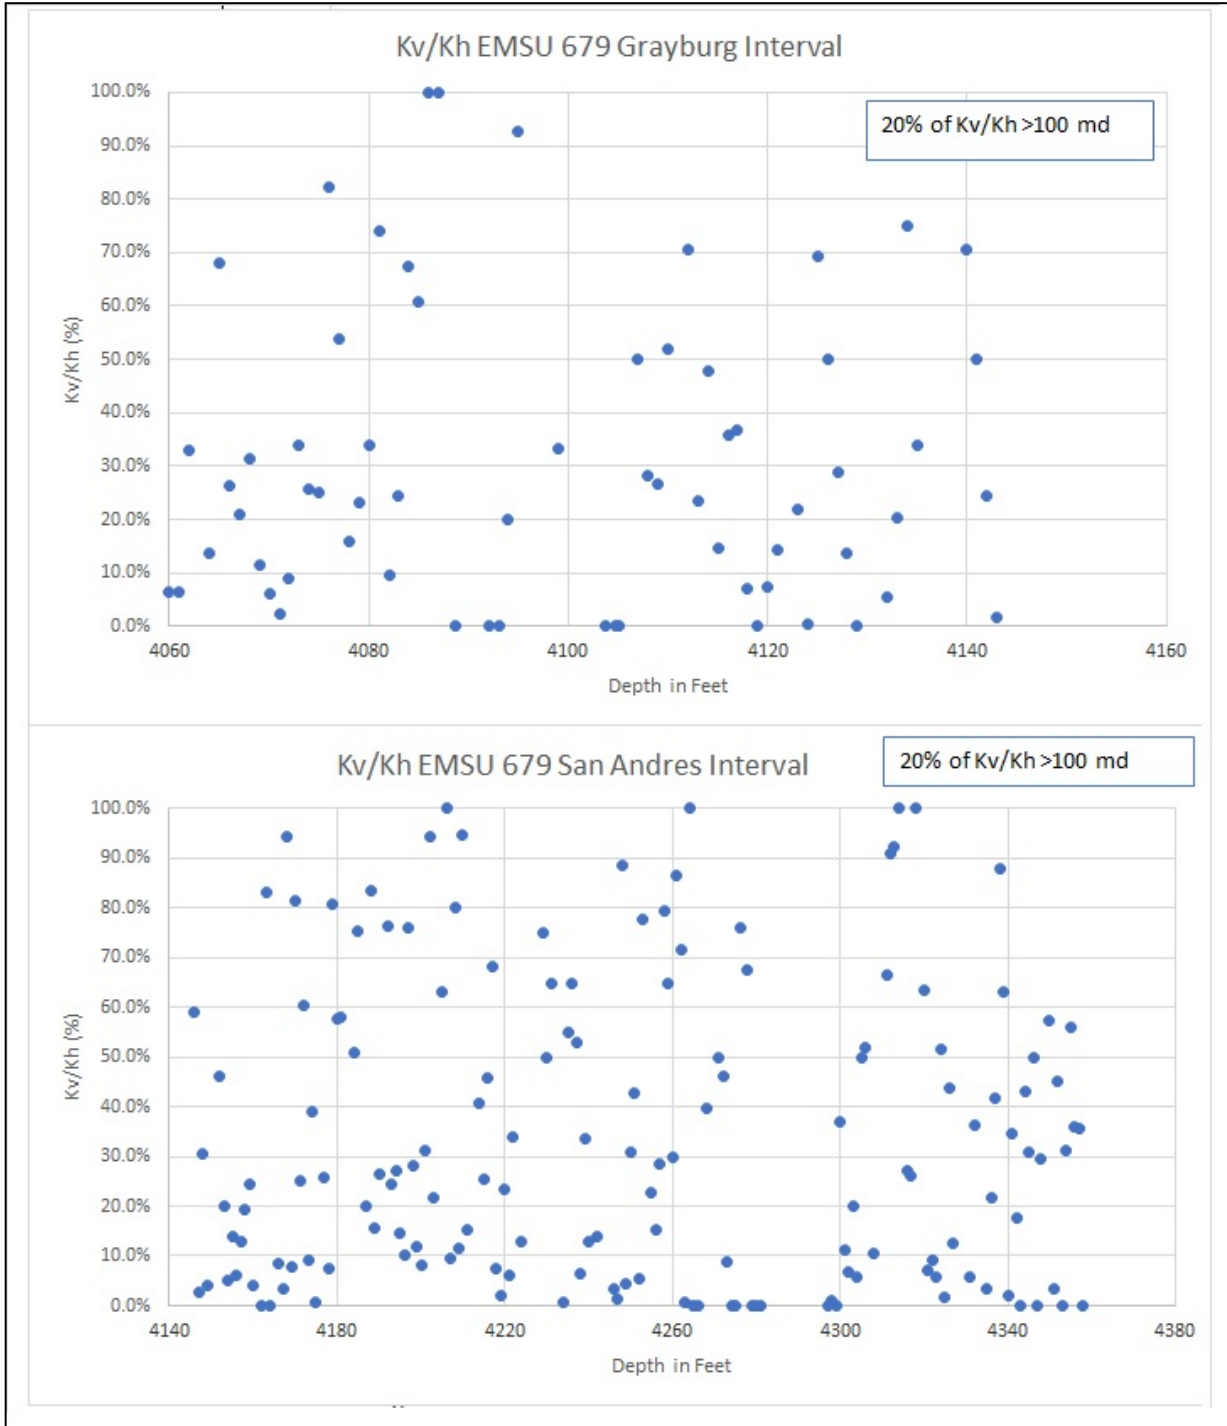 Kv/Kh EMSU 679 Grayburg Interval
20% of Kv/Kh >100 md
100.0%
90.0%
80.0%
70.0%
60.0%
50.0%
40.0%
30.0%
20.0%
10.0%
0.0%
Kv/Kh (%)
4060 4080 4100 4120 4140 4160
Depth in Feet
Kv/Kh EMSU 679 San Andres Interval
20% of Kv/Kh >100 md
100.0%
90.0%
80.0%
70.0%
60.0%
50.0%
40.0%
30.0%
20.0%
10.0%
0.0%
Kv/Kh (%)
4140 4180 4220 4260 4300 4340 4380
Depth in Feet